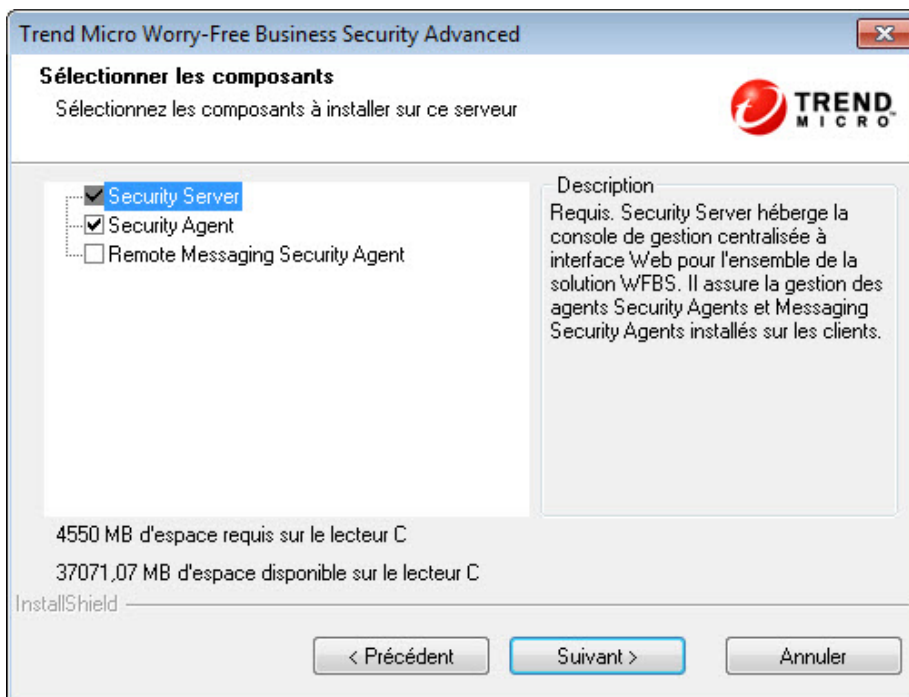 Trend Micro Worry-Free Business Security Advanced
Sélectionner les composants
Sélectionnez les composants à installer sur ce serveur
TREND
MICRO
Security Server
Security Agent
Remote Messaging Security Agent
Description
Requis. Security Server héberge la
console de gestion centralisée à
interface Web pour l'ensemble de la
solution WFBS. Il assure la gestion des
agents Security Agents et Messaging
Security Agents installés sur les clients.
4550 MB d'espace requis sur le lecteur C
37071,07 MB d'espace disponible sur le lecteur C
InstallShield
< Précédent
Suivant >
Annuler